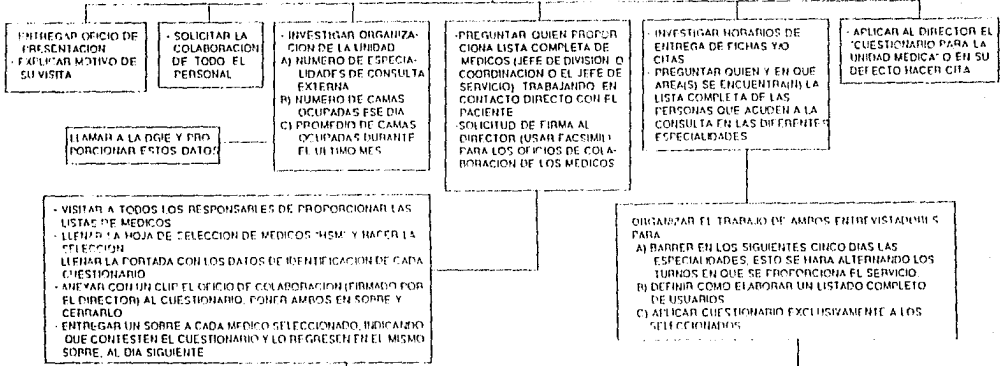 ENTREGAR OFICIO DE
PRESENTACION
- EXPLICAR MOTIVO DE
SU VISITA
- SOLICITAR LA
COLABORACION
DE TODO EL
PERSONAL
- INVESTIGAR ORGANIZA-
CION DE LA UNIDAD
A) NUMERO DE ESPECIA-
LIDADES DE CONSULTA
EXTERNA
B) NUMERO DE CAMAS
OCUPADAS ESE DIA
C) PROMEDIO DE CAMAS
OCUPADAS DURANTE
EL ULTIMO MES
LLAMAR A LA DGIE Y PRO
PORCIONAR ESTOS DATOS
-PREGUNTAR QUIEN PROPOR
CIONA LISTA COMPLETA DE
MEDICOS (JEFE DE DIVISION O
COORDINACION O EL JEFE DE
SERVICIO) TRABAJANDO EN
CONTACTO DIRECTO CON EL
PACIENTE
-SOLICITUD DE FIRMA AL
DIRECTOR (USAR FACSIMIL)
PARA LOS OFICIOS DE COLA-
BORACION DE LOS MEDICOS
- INVESTIGAR HORARIOS DE
ENTREGA DE FICHAS Y/O
CITAS
- PREGUNTAR QUIEN Y EN QUE
AREA(S) SE ENCUENTRA(N) LA
LISTA COMPLETA DE LAS
PERSONAS QUE ACUDEN A LA
CONSULTA EN LAS DIFERENTES
ESPECIALIDADES
- APLICAR AL DIRECTOR EL
"CUESTIONARIO PARA LA
UNIDAD MEDICA" O EN SU
DEFECTO HACER CITA
- VISITAR A TODOS LOS RESPONSABLES DE PROPORCIONAR LAS
LISTAS DE MEDICOS
- LLENAR LA HOJA DE SELECCION DE MEDICOS "HSM" Y HACER LA
SELECCION
LLENAR LA PORTADA CON LOS DATOS DE IDENTIFICACION DE CADA
CUESTIONARIO
- ANEXAR CON UN CLIP EL OFICIO DE COLABORACION (FIRMADO POR
EL DIRECTOR) AL CUESTIONARIO, PONER AMBOS EN SOBRE Y
CERRARLO
- ENTREGAR UN SOBRE A CADA MEDICO SELECCIONADO, INDICANDO
QUE CONTESTEN EL CUESTIONARIO Y LO REGRESEN EN EL MISMO
SOBRE, AL DIA SIGUIENTE
ORGANIZAR EL TRABAJO DE AMBOS ENTREVISTADORES
PARA
A) BARRER EN LOS SIGUIENTES CINCO DIAS LAS
ESPECIALIDADES, ESTO SE HARA ALTERNANDO LOS
TURNOS EN QUE SE PROPORCIONA EL SERVICIO.
B) DEFINIR COMO ELABORAR UN LISTADO COMPLETO
DE USUARIOS
C) APLICAR CUESTIONARIO EXCLUSIVAMENTE A LOS
SELECCIONADOS